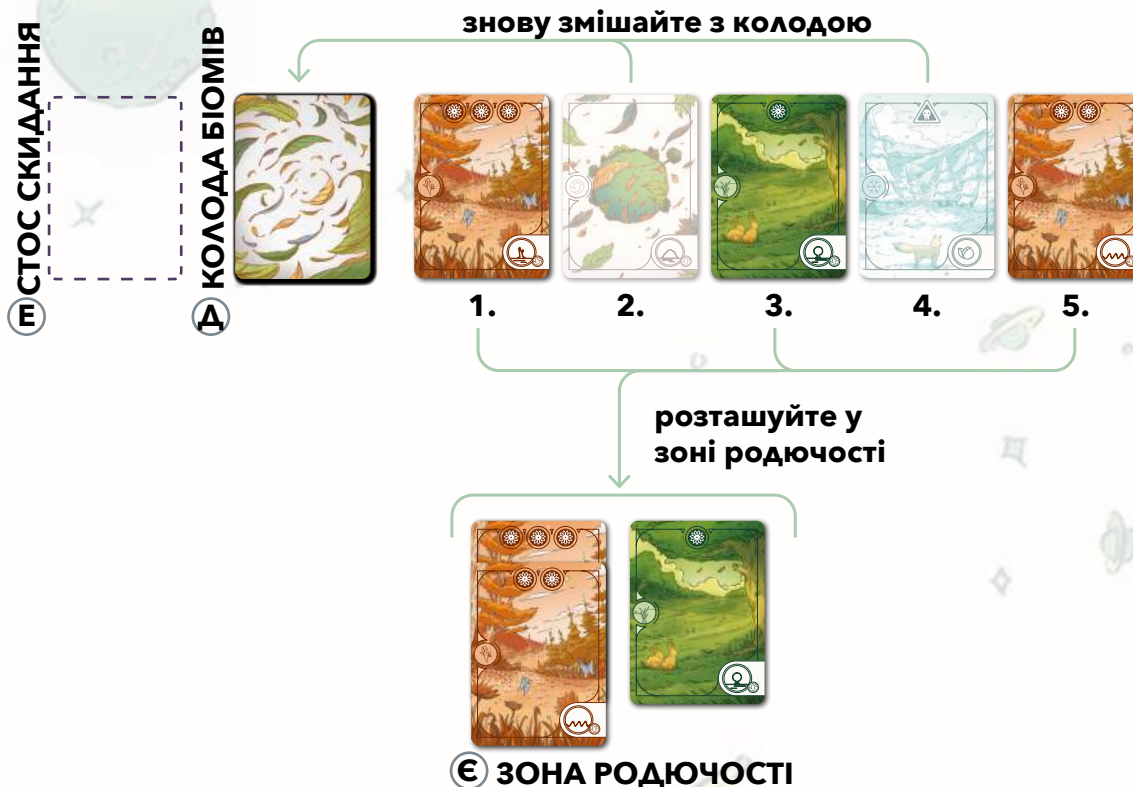 знову змішайте з колодою
Е СТОС СКИДАННЯ
Д КОЛОДА БІОМІВ
1.
2.
3.
4.
5.
розташуйте у
зоні родючості
Є ЗОНА РОДЮЧОСТІ